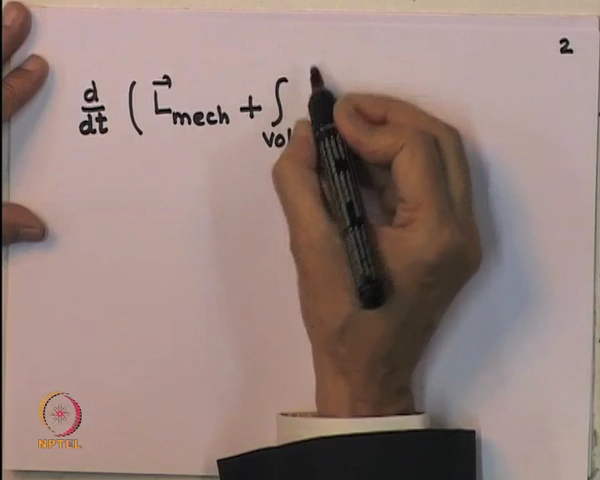 2
d/dt ( L⃗mech + ∫vol
NPTEL